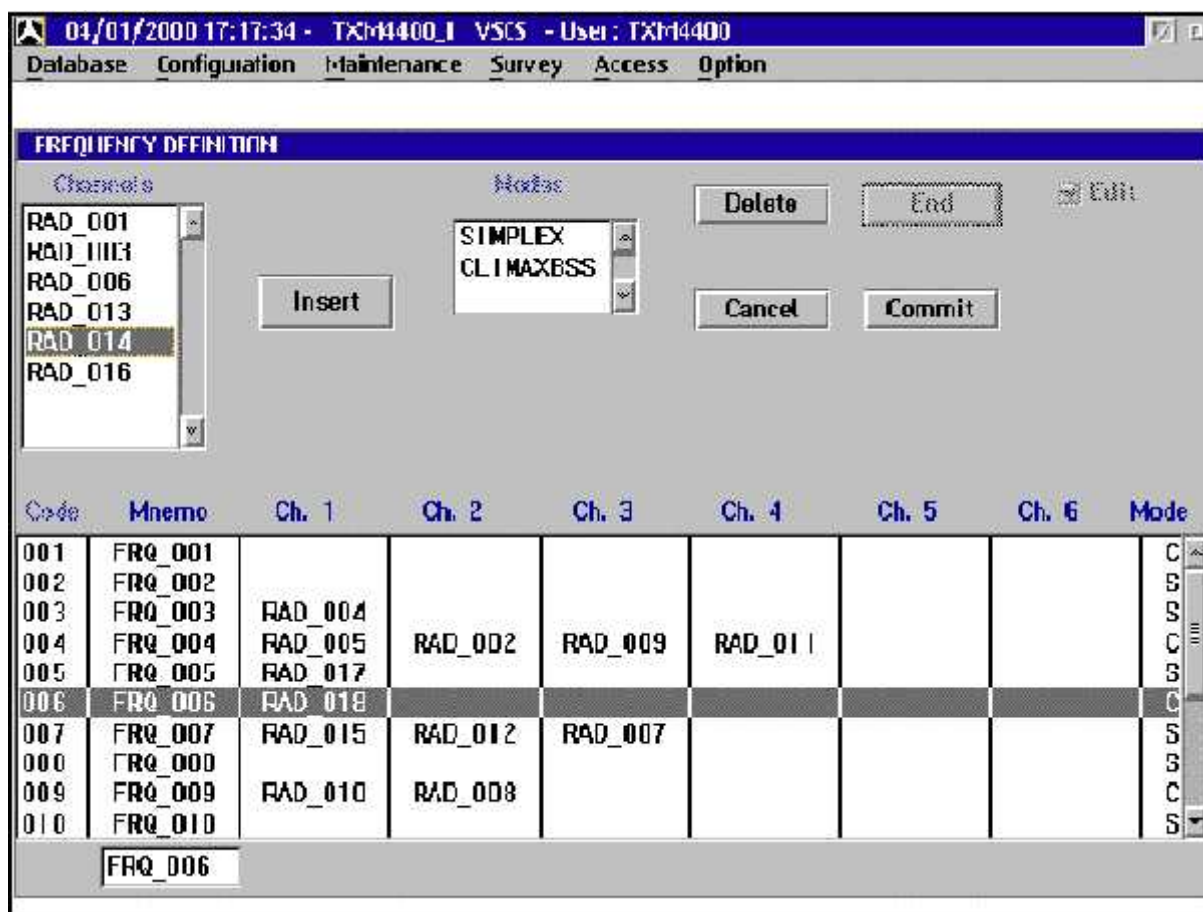 04/01/2000 17:17:34 - TXM4400_I VSCS - User: TXM4400
Database Configuration Maintenance Survey Access Option
FREQUENCY DEFINITION
Channels Modes Delete End Edit
RAD_001
RAD_003
RAD_006
RAD_013
RAD_014
RAD_016
SIMPLEX
CLIMAXBSS
Insert Cancel Commit
Code Mnemo Ch. 1 Ch. 2 Ch. 3 Ch. 4 Ch. 5 Ch. 6 Mode
001 FRQ_001 C
002 FRQ_002 S
003 FRQ_003 RAD_004 S
004 FRQ_004 RAD_005 RAD_002 RAD_009 RAD_011 C
005 FRQ_005 RAD_017 S
006 FRQ_006 RAD_018 C
007 FRQ_007 RAD_015 RAD_012 RAD_007 S
008 FRQ_008 S
009 FRQ_009 RAD_010 RAD_008 C
010 FRQ_010 S
FRQ_006